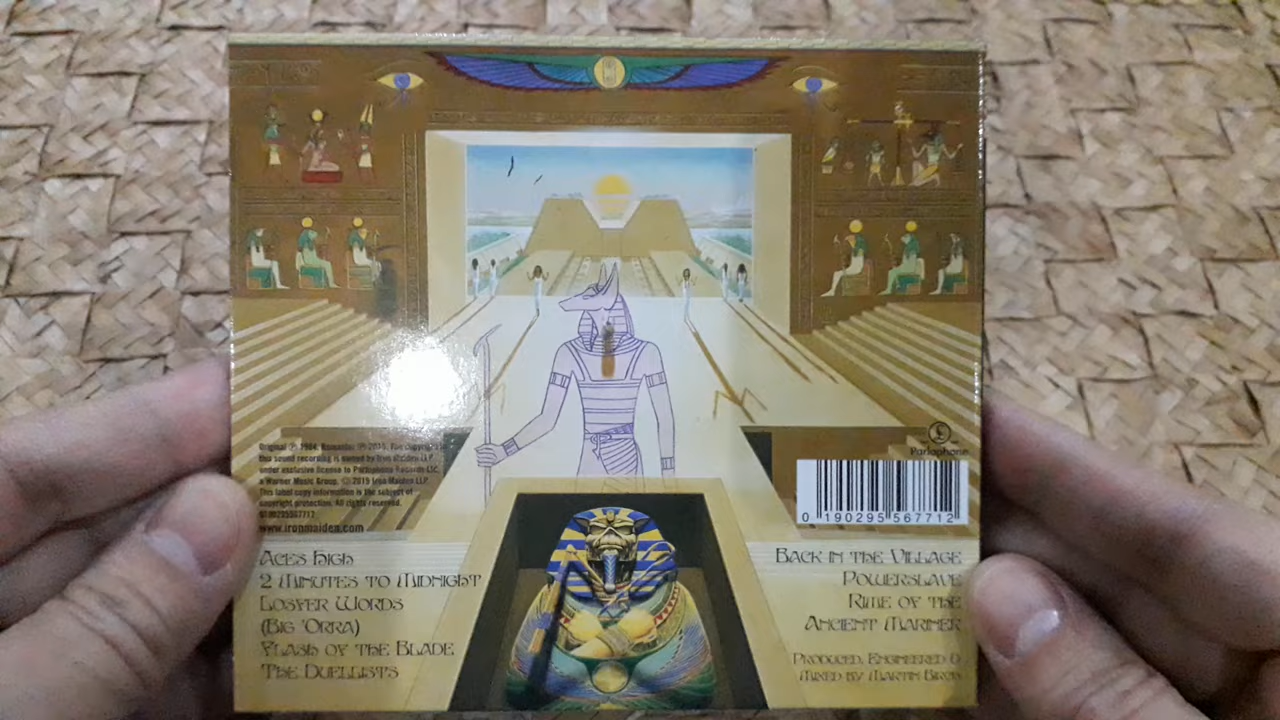 Original ℗ 1984. Remaster ℗ 2015. The copyright in
this sound recording is owned by Iron Maiden LLP
under exclusive license to Parlophone Records Ltd,
a Warner Music Group. © 2015 Iron Maiden LLP.
This label copy information is the subject of
copyright protection. All rights reserved.
0190295567712
www.ironmaiden.com
Aces High
2 Minutes to Midnight
Losfer Words
(Big 'Orra)
Flash of the Blade
The Duellists
Parlophone
0 190295 567712
Back in the Village
Powerslave
Rime of the
Ancient Mariner
Produced, Engineered &
Mixed by Martin Birch